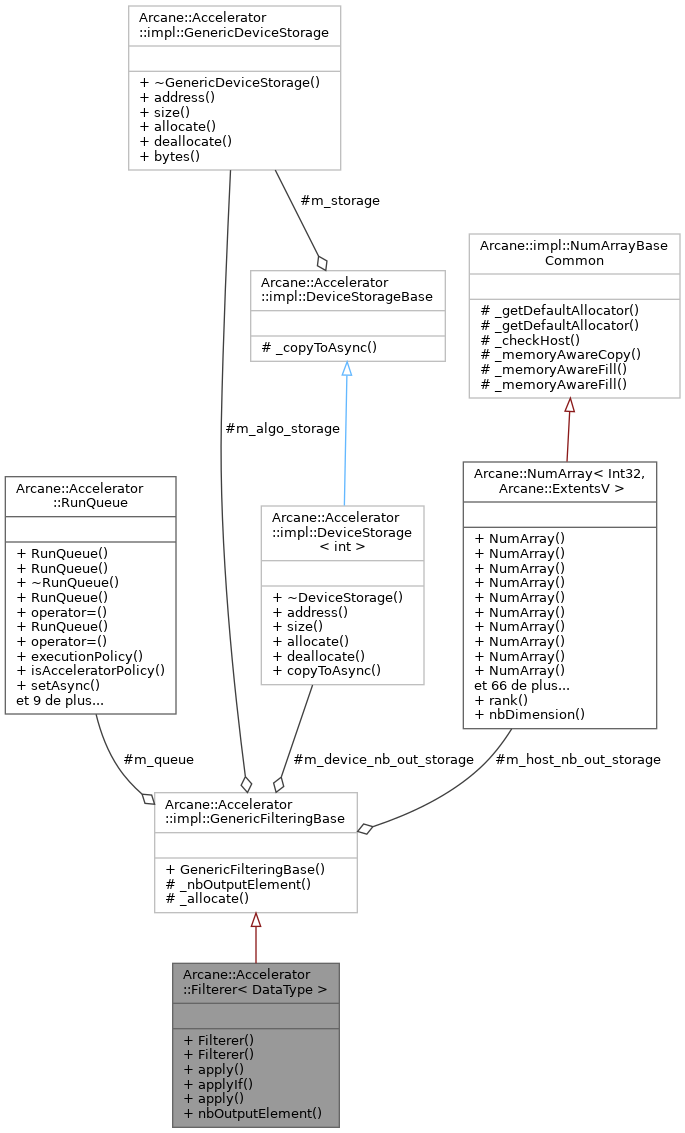 Arcane::Accelerator
::impl::GenericDeviceStorage
+ ~GenericDeviceStorage()
+ address()
+ size()
+ allocate()
+ deallocate()
+ bytes()
#m_storage
Arcane::impl::NumArrayBase
Common
# _getDefaultAllocator()
# _getDefaultAllocator()
# _checkHost()
# _memoryAwareCopy()
# _memoryAwareFill()
# _memoryAwareFill()
Arcane::Accelerator
::impl::DeviceStorageBase
# _copyToAsync()
#m_algo_storage
Arcane::Accelerator
::RunQueue
+ RunQueue()
+ RunQueue()
+ ~RunQueue()
+ RunQueue()
+ operator=()
+ RunQueue()
+ operator=()
+ executionPolicy()
+ isAcceleratorPolicy()
+ setAsync()
et 9 de plus...
Arcane::Accelerator
::impl::DeviceStorage
< int >
+ ~DeviceStorage()
+ address()
+ size()
+ allocate()
+ deallocate()
+ copyToAsync()
Arcane::NumArray< Int32,
Arcane::ExtentsV >
+ NumArray()
+ NumArray()
+ NumArray()
+ NumArray()
+ NumArray()
+ NumArray()
+ NumArray()
+ NumArray()
+ NumArray()
+ NumArray()
et 66 de plus...
+ rank()
+ nbDimension()
#m_queue
#m_device_nb_out_storage
#m_host_nb_out_storage
Arcane::Accelerator
::impl::GenericFilteringBase
+ GenericFilteringBase()
# _nbOutputElement()
# _allocate()
Arcane::Accelerator
::Filterer< DataType >
+ Filterer()
+ Filterer()
+ apply()
+ applyIf()
+ apply()
+ nbOutputElement()